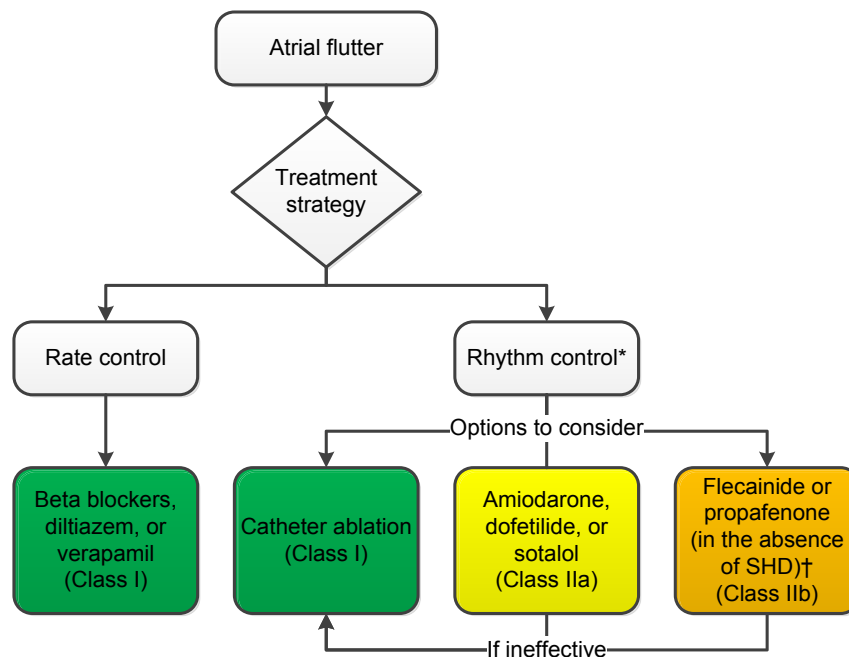 Atrial flutter
Treatment
strategy
Rate control
Rhythm control*
Options to consider
Beta blockers,
diltiazem, or
verapamil
(Class I)
Catheter ablation
(Class I)
Amiodarone,
dofetilide, or
sotalol
(Class IIa)
Flecainide or
propafenone
(in the absence
of SHD)†
(Class IIb)
If ineffective